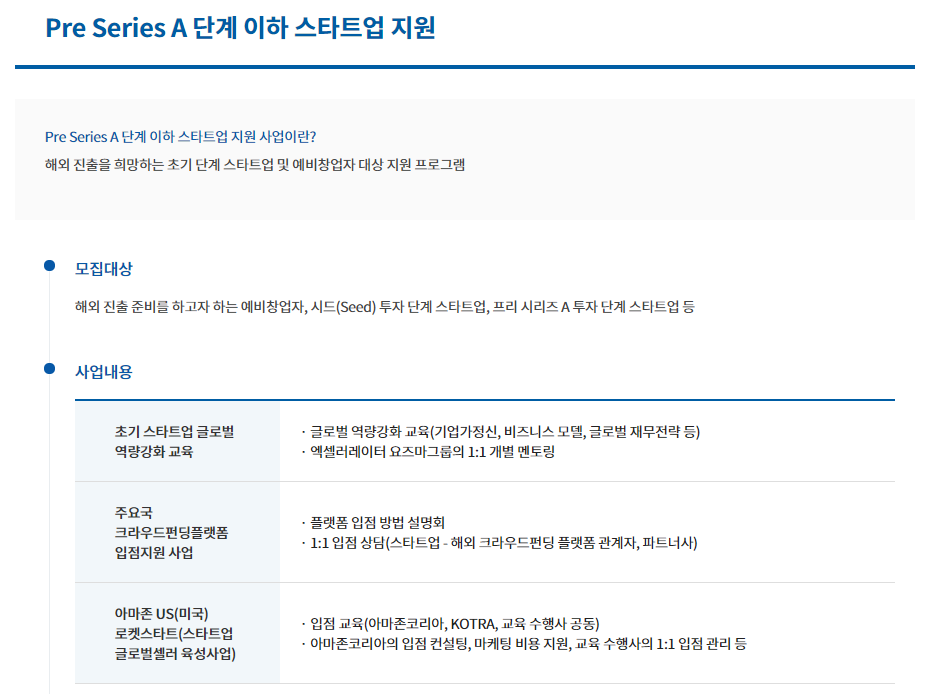 Pre Series A 단계 이하 스타트업 지원
Pre Series A 단계 이하 스타트업 지원 사업이란?
해외 진출을 희망하는 초기 단계 스타트업 및 예비창업자 대상 지원 프로그램
모집대상
해외 진출 준비를 하고자 하는 예비창업자, 시드(Seed) 투자 단계 스타트업, 프리 시리즈 A 투자 단계 스타트업 등
사업내용
초기 스타트업 글로벌
역량강화 교육
· 글로벌 역량강화 교육(기업가정신, 비즈니스 모델, 글로벌 재무전략 등)
· 엑셀러레이터 요즈마그룹의 1:1 개별 멘토링
주요국
크라우드펀딩플랫폼
입점지원 사업
· 플랫폼 입점 방법 설명회
· 1:1 입점 상담(스타트업 - 해외 크라우드펀딩 플랫폼 관계자, 파트너사)
아마존 US(미국)
로켓스타트(스타트업
글로벌셀러 육성사업)
· 입점 교육(아마존코리아, KOTRA, 교육 수행사 공동)
· 아마존코리아의 입점 컨설팅, 마케팅 비용 지원, 교육 수행사의 1:1 입점 관리 등